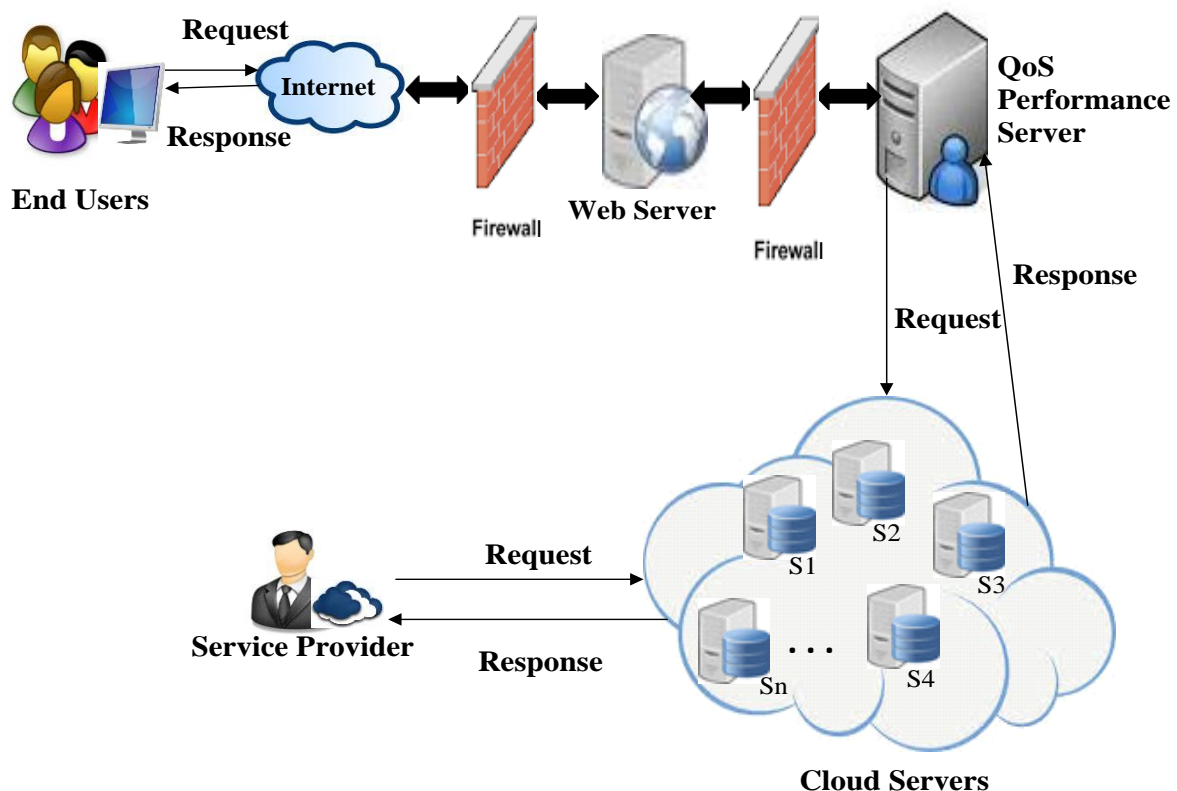 Request
Internet
Response
End Users
Firewall
Web Server
Firewall
QoS
Performance
Server
Request
Response
S1
S2
S3
S4
. . .
Sn
Cloud Servers
Request
Service Provider
Response